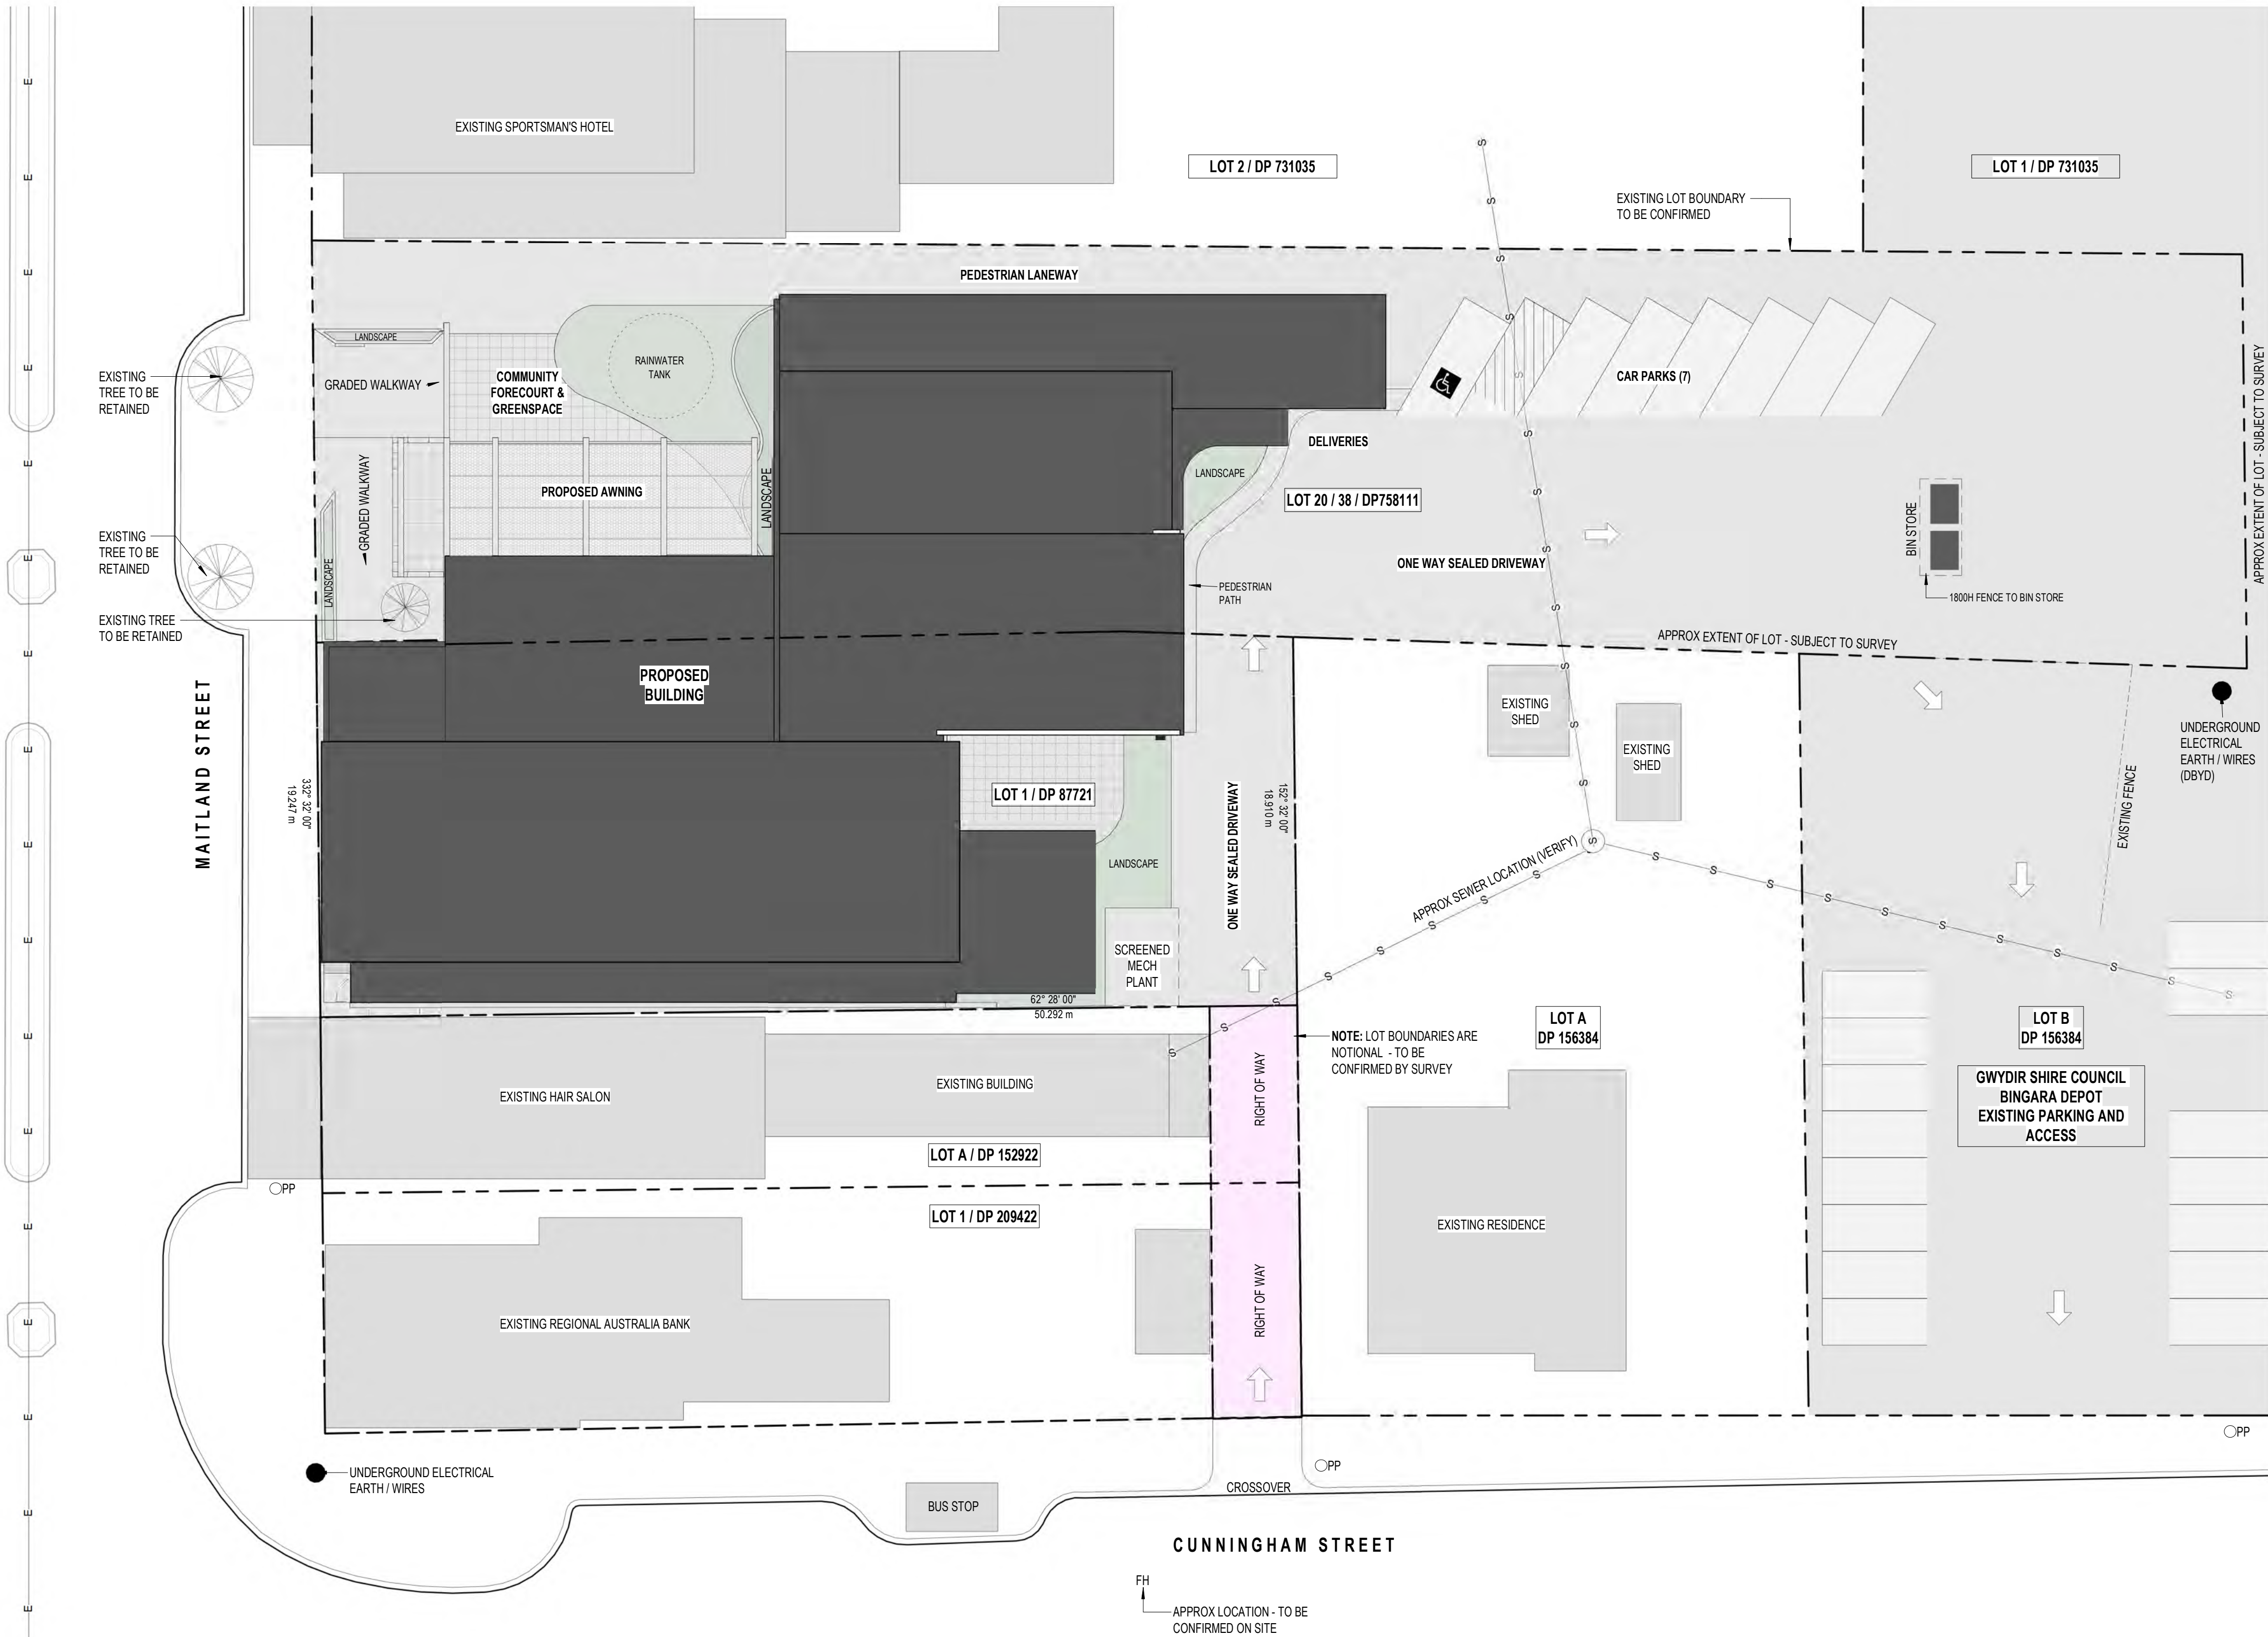 EXISTING SPORTSMAN'S HOTEL
LOT 2 / DP 731035
LOT 1 / DP 731035
EXISTING LOT BOUNDARY
TO BE CONFIRMED
PEDESTRIAN LANEWAY
LANDSCAPE
GRADED WALKWAY
COMMUNITY
FORECOURT &
GREENSPACE
RAINWATER
TANK
EXISTING
TREE TO BE
RETAINED
CAR PARKS (7)
APPROX EXTENT OF LOT - SUBJECT TO SURVEY
DELIVERIES
GRADED WALKWAY
PROPOSED AWNING
LANDSCAPE
LANDSCAPE
LOT 20 / 38 / DP758111
BIN STORE
EXISTING
TREE TO BE
RETAINED
LANDSCAPE
ONE WAY SEALED DRIVEWAY
PEDESTRIAN
PATH
1800H FENCE TO BIN STORE
EXISTING TREE
TO BE RETAINED
APPROX EXTENT OF LOT - SUBJECT TO SURVEY
PROPOSED
BUILDING
EXISTING
SHED
EXISTING
SHED
UNDERGROUND
ELECTRICAL
EARTH / WIRES
(DBYD)
EXISTING FENCE
MAITLAND STREET
332° 32' 00"
19.247 m
LOT 1 / DP 87721
ONE WAY SEALED DRIVEWAY
152° 32' 00"
18.910 m
LANDSCAPE
APPROX SEWER LOCATION (VERIFY)
SCREENED
MECH
PLANT
62° 28' 00"
50.292 m
NOTE: LOT BOUNDARIES ARE
NOTIONAL - TO BE
CONFIRMED BY SURVEY
LOT A
DP 156384
LOT B
DP 156384
GWYDIR SHIRE COUNCIL
BINGARA DEPOT
EXISTING PARKING AND
ACCESS
EXISTING HAIR SALON
EXISTING BUILDING
RIGHT OF WAY
LOT A / DP 152922
PP
LOT 1 / DP 209422
EXISTING RESIDENCE
RIGHT OF WAY
EXISTING REGIONAL AUSTRALIA BANK
PP
PP
UNDERGROUND ELECTRICAL
EARTH / WIRES
CROSSOVER
BUS STOP
CUNNINGHAM STREET
FH
APPROX LOCATION - TO BE
CONFIRMED ON SITE